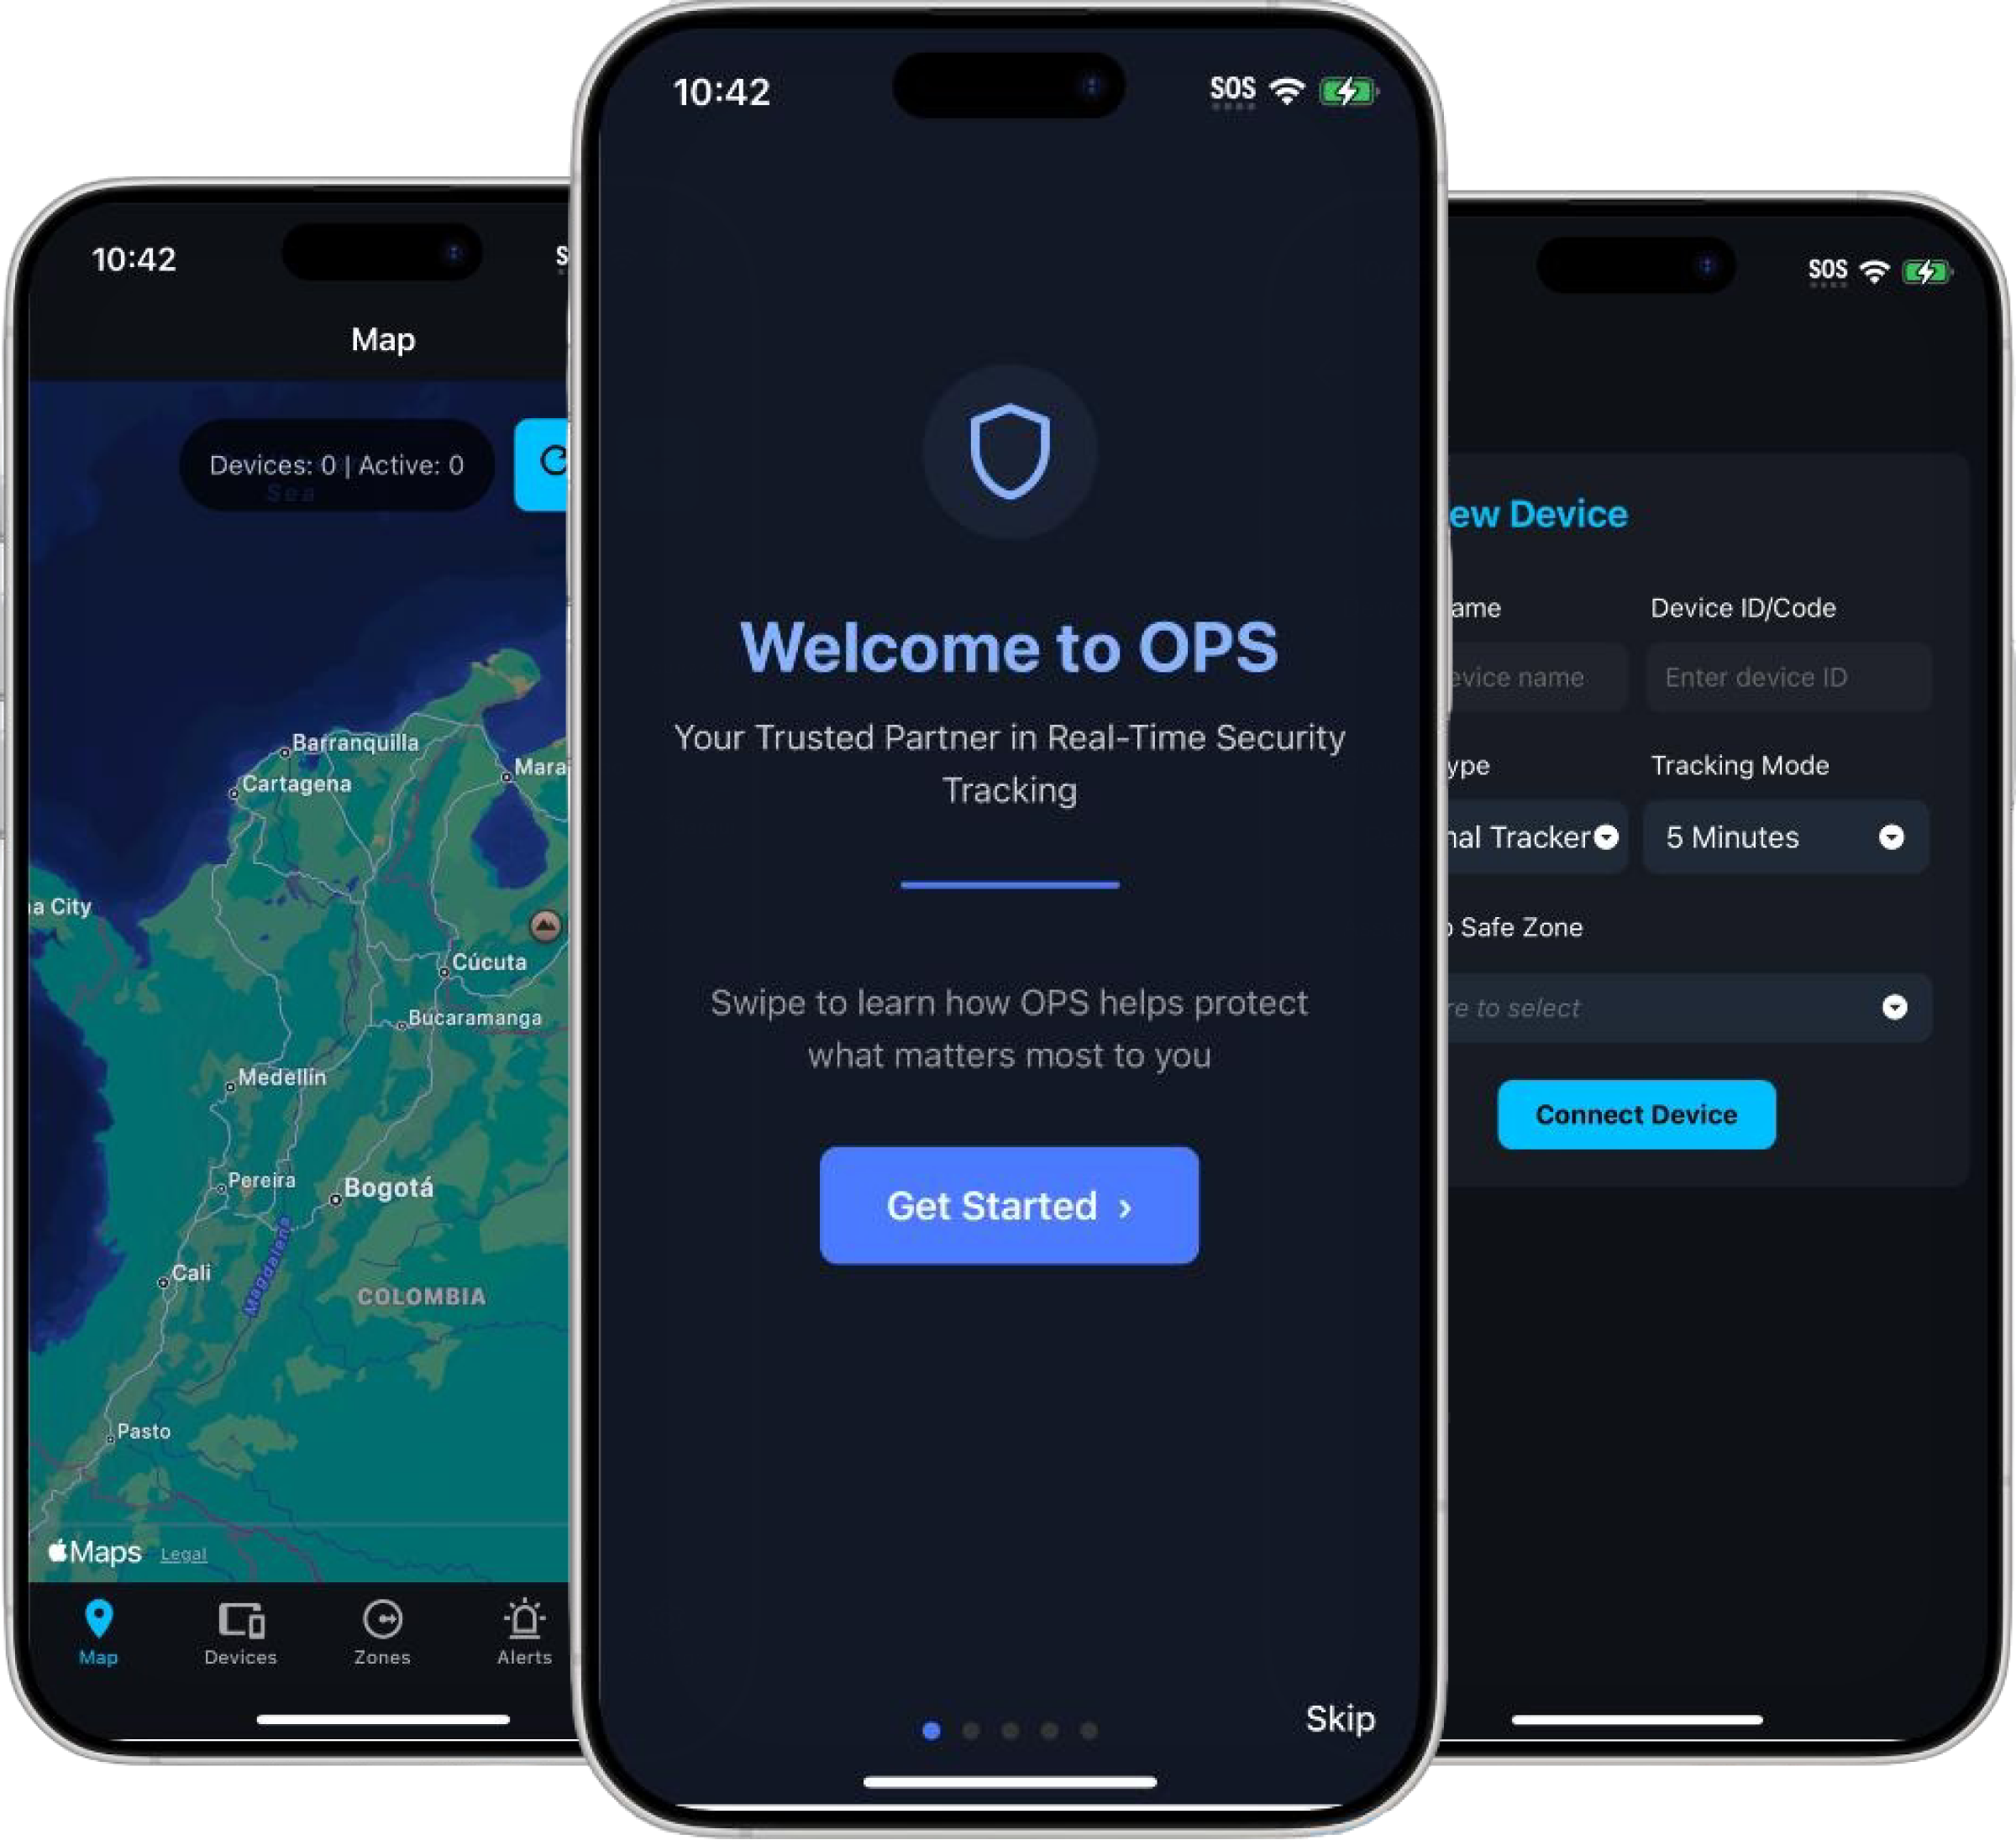 10:42
Map
Devices: 0 | Active: 0
Sea
Barranquilla
Cartagena
Mara
a City
Cúcuta
Bucaramanga
Medellín
Pereira
Bogotá
Cali
Magdalena
COLOMBIA
Pasto
Maps Legal
Map Devices Zones Alerts
10:42 SOS
Welcome to OPS
Your Trusted Partner in Real-Time Security
Tracking
Swipe to learn how OPS helps protect
what matters most to you
Get Started ›
Skip
SOS
ew Device
ame Device ID/Code
evice name Enter device ID
ype Tracking Mode
nal Tracker 5 Minutes
Safe Zone
re to select
Connect Device